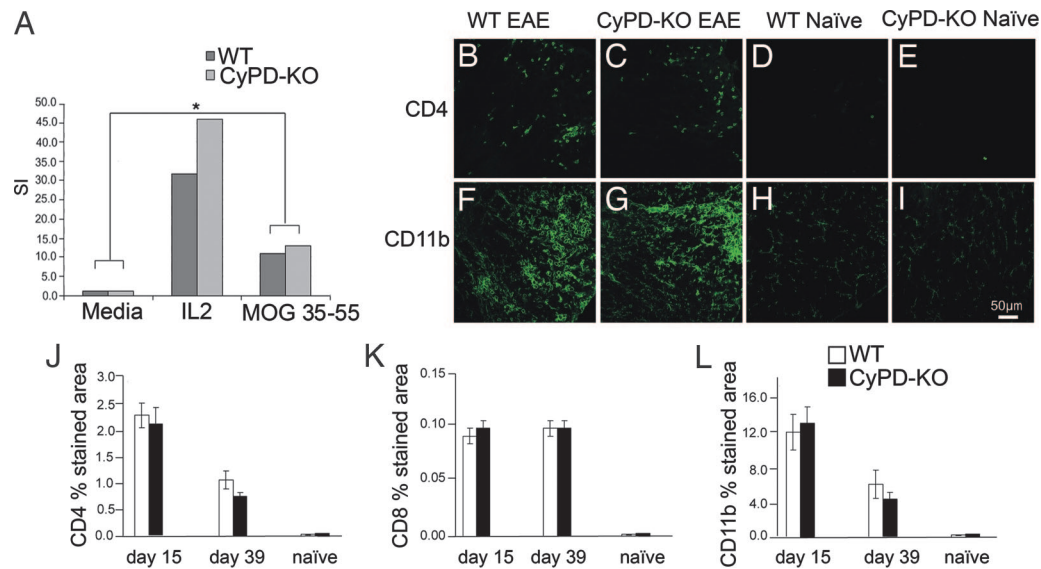 A
WT
CyPD-KO
*
SI
50.0
45.0
40.0
35.0
30.0
25.0
20.0
15.0
10.0
5.0
0.0
Media IL2 MOG 35-55
WT EAE CyPD-KO EAE WT Naïve CyPD-KO Naïve
CD4
B C D E
CD11b
F G H I
50µm
J
CD4 % stained area
3.0
2.5
2.0
1.5
1.0
0.5
0.0
day 15 day 39 naïve
K
CD8 % stained area
0.15
0.10
0.05
0.00
day 15 day 39 naïve
L
WT
CyPD-KO
CD11b % stained area
16.0
12.0
8.0
4.0
0.0
day 15 day 39 naïve